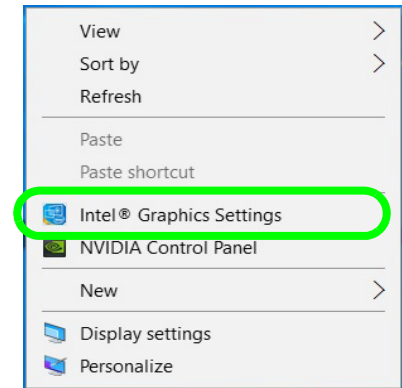 View
Sort by
Refresh
Paste
Paste shortcut
Intel® Graphics Settings
NVIDIA Control Panel
New
Display settings
Personalize